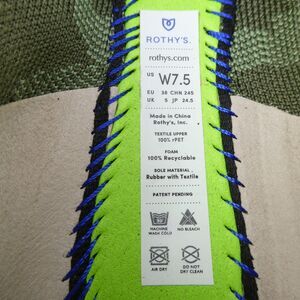 ROTHY'S.
rothys.com
US W7.5
EU 38 CHN 245
UK 5 JP 24.5
Made in China
Rothy's, Inc.
TEXTILE UPPER
100% rPET
FOAM
100% Recyclable
SOLE MATERIAL
Rubber with Textile
PATENT PENDING
MACHINE WASH COLD
NO BLEACH
AIR DRY
DO NOT DRY CLEAN